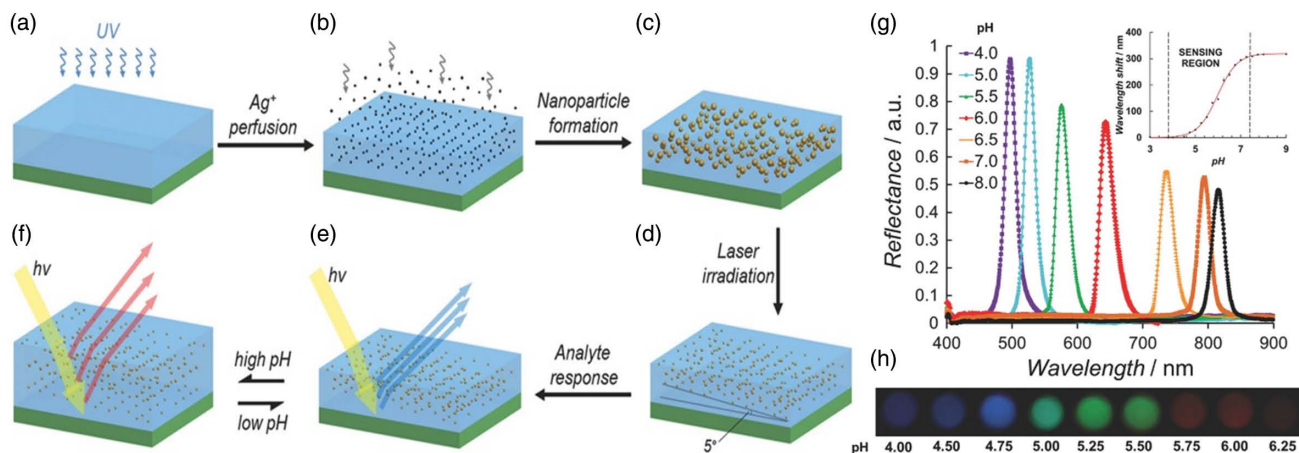 (a)
UV
Ag+
perfusion
(b)
Nanoparticle
formation
(c)
(f)
hv
high pH
low pH
(e)
hv
Analyte
response
(d)
Laser
irradiation
5°
(g)
pH
4.0
5.0
5.5
6.0
6.5
7.0
8.0
Reflectance / a.u.
1
0.9
0.8
0.7
0.6
0.5
0.4
0.3
0.2
0.1
0
400 500 600 700 800 900
Wavelength / nm
Wavelength shift / nm
400
300
200
100
0
SENSING
REGION
3 5 7 9
pH
(h)
pH 4.00 4.50 4.75 5.00 5.25 5.50 5.75 6.00 6.25